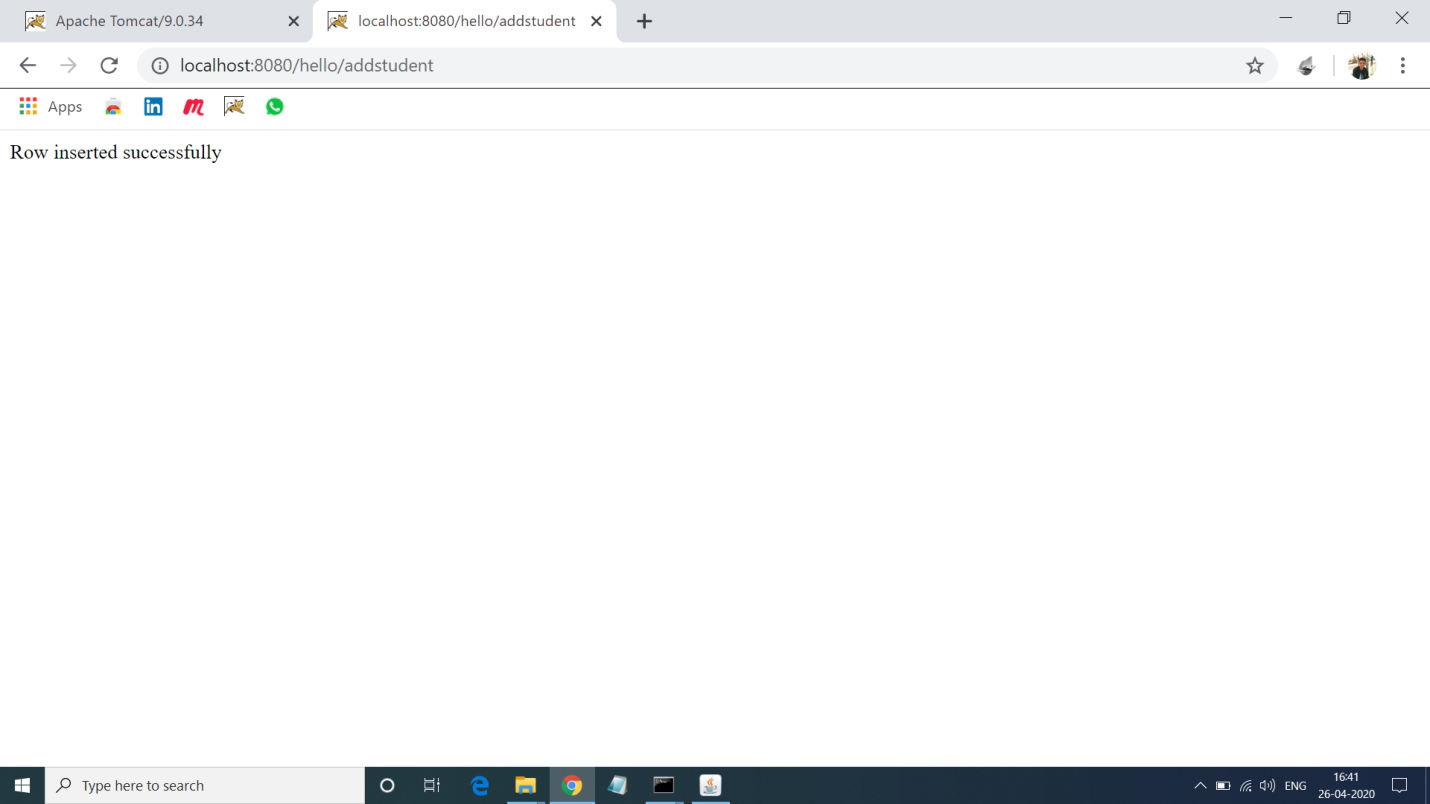 Apache Tomcat/9.0.34
localhost:8080/hello/addstudent
localhost:8080/hello/addstudent
Apps
Row inserted successfully
Type here to search
ENG
16:41
26-04-2020